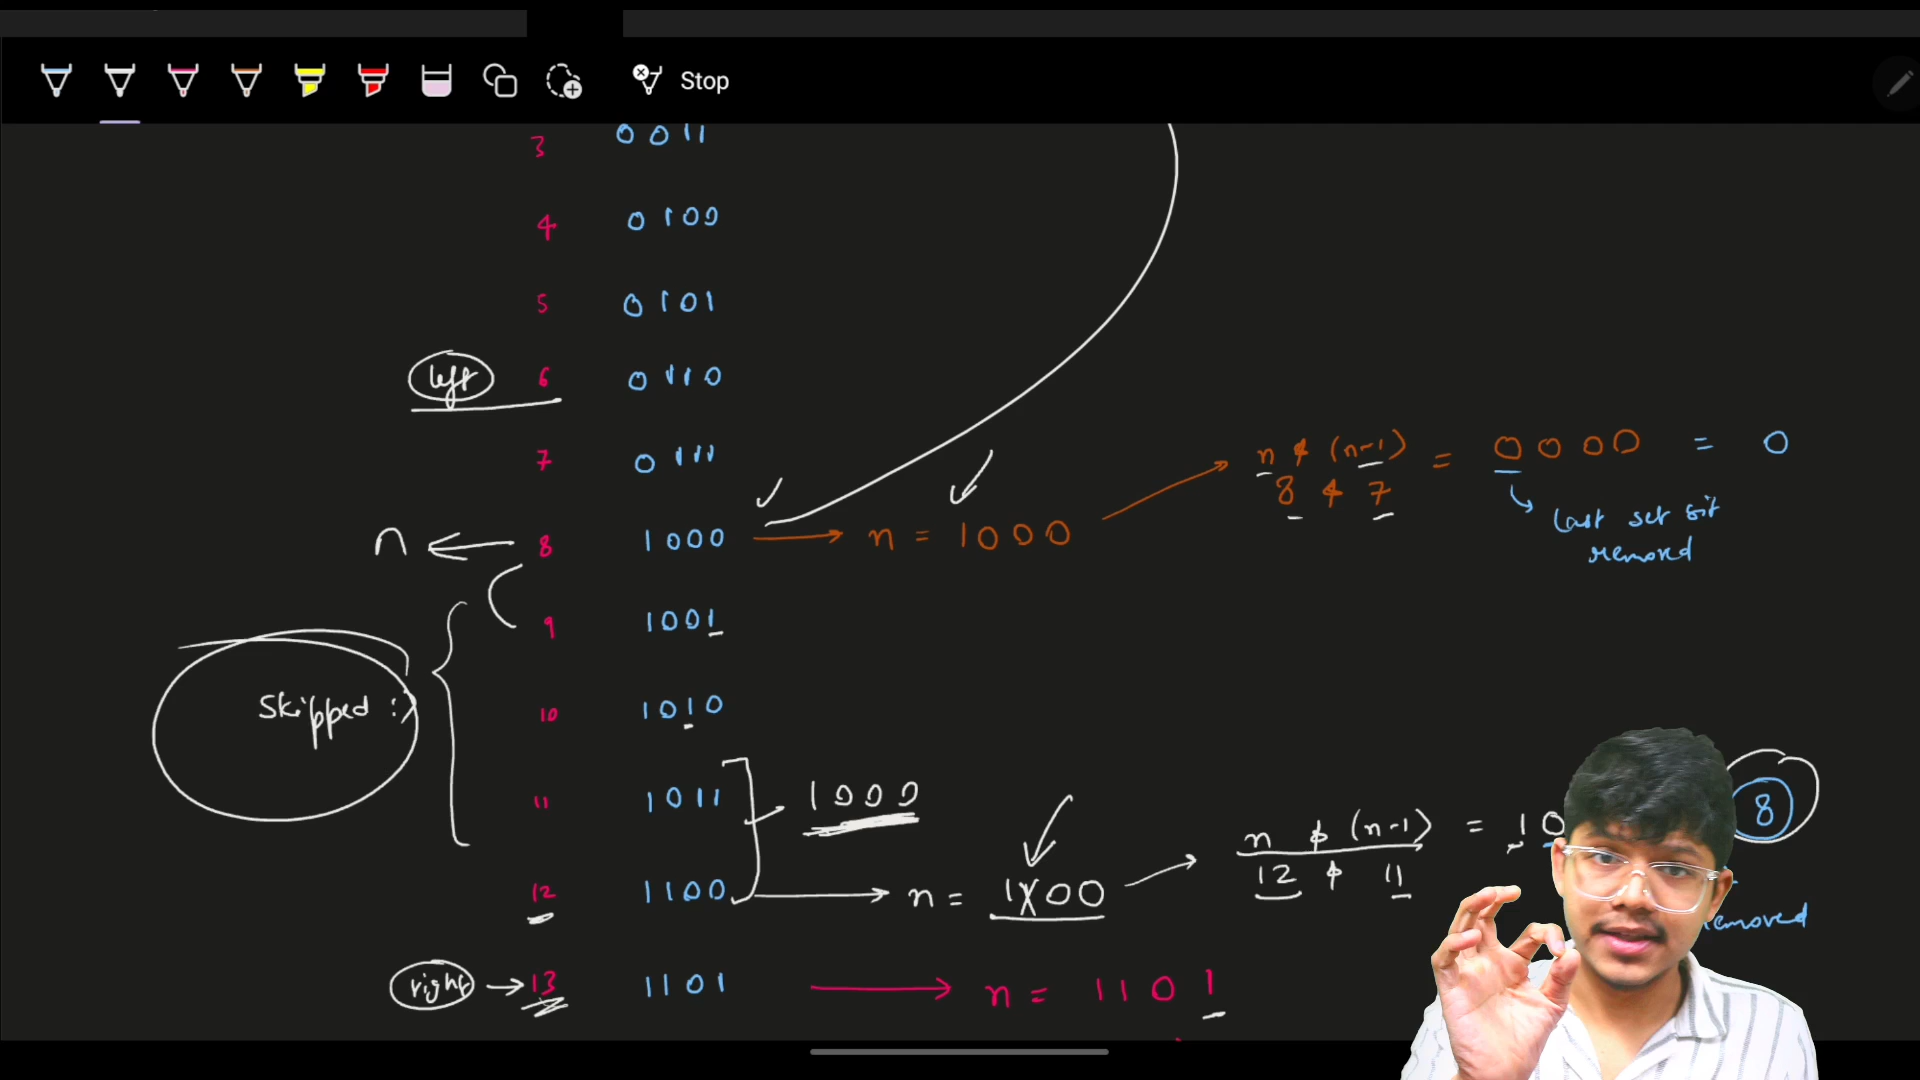 Stop
3 0011
4 0100
5 0101
left 6 0110
n & (n-1) = 0000 = 0
7 0111
8 & 7
last set bit
removed
n ← 8 1000 → n = 1000
9 1001
Skipped :)
10 1010
11 1011 1000
8
n & (n-1) = 10
12 & 11
12 1100 → n = 1100 →
removed
right → 13 1101 → n = 1101